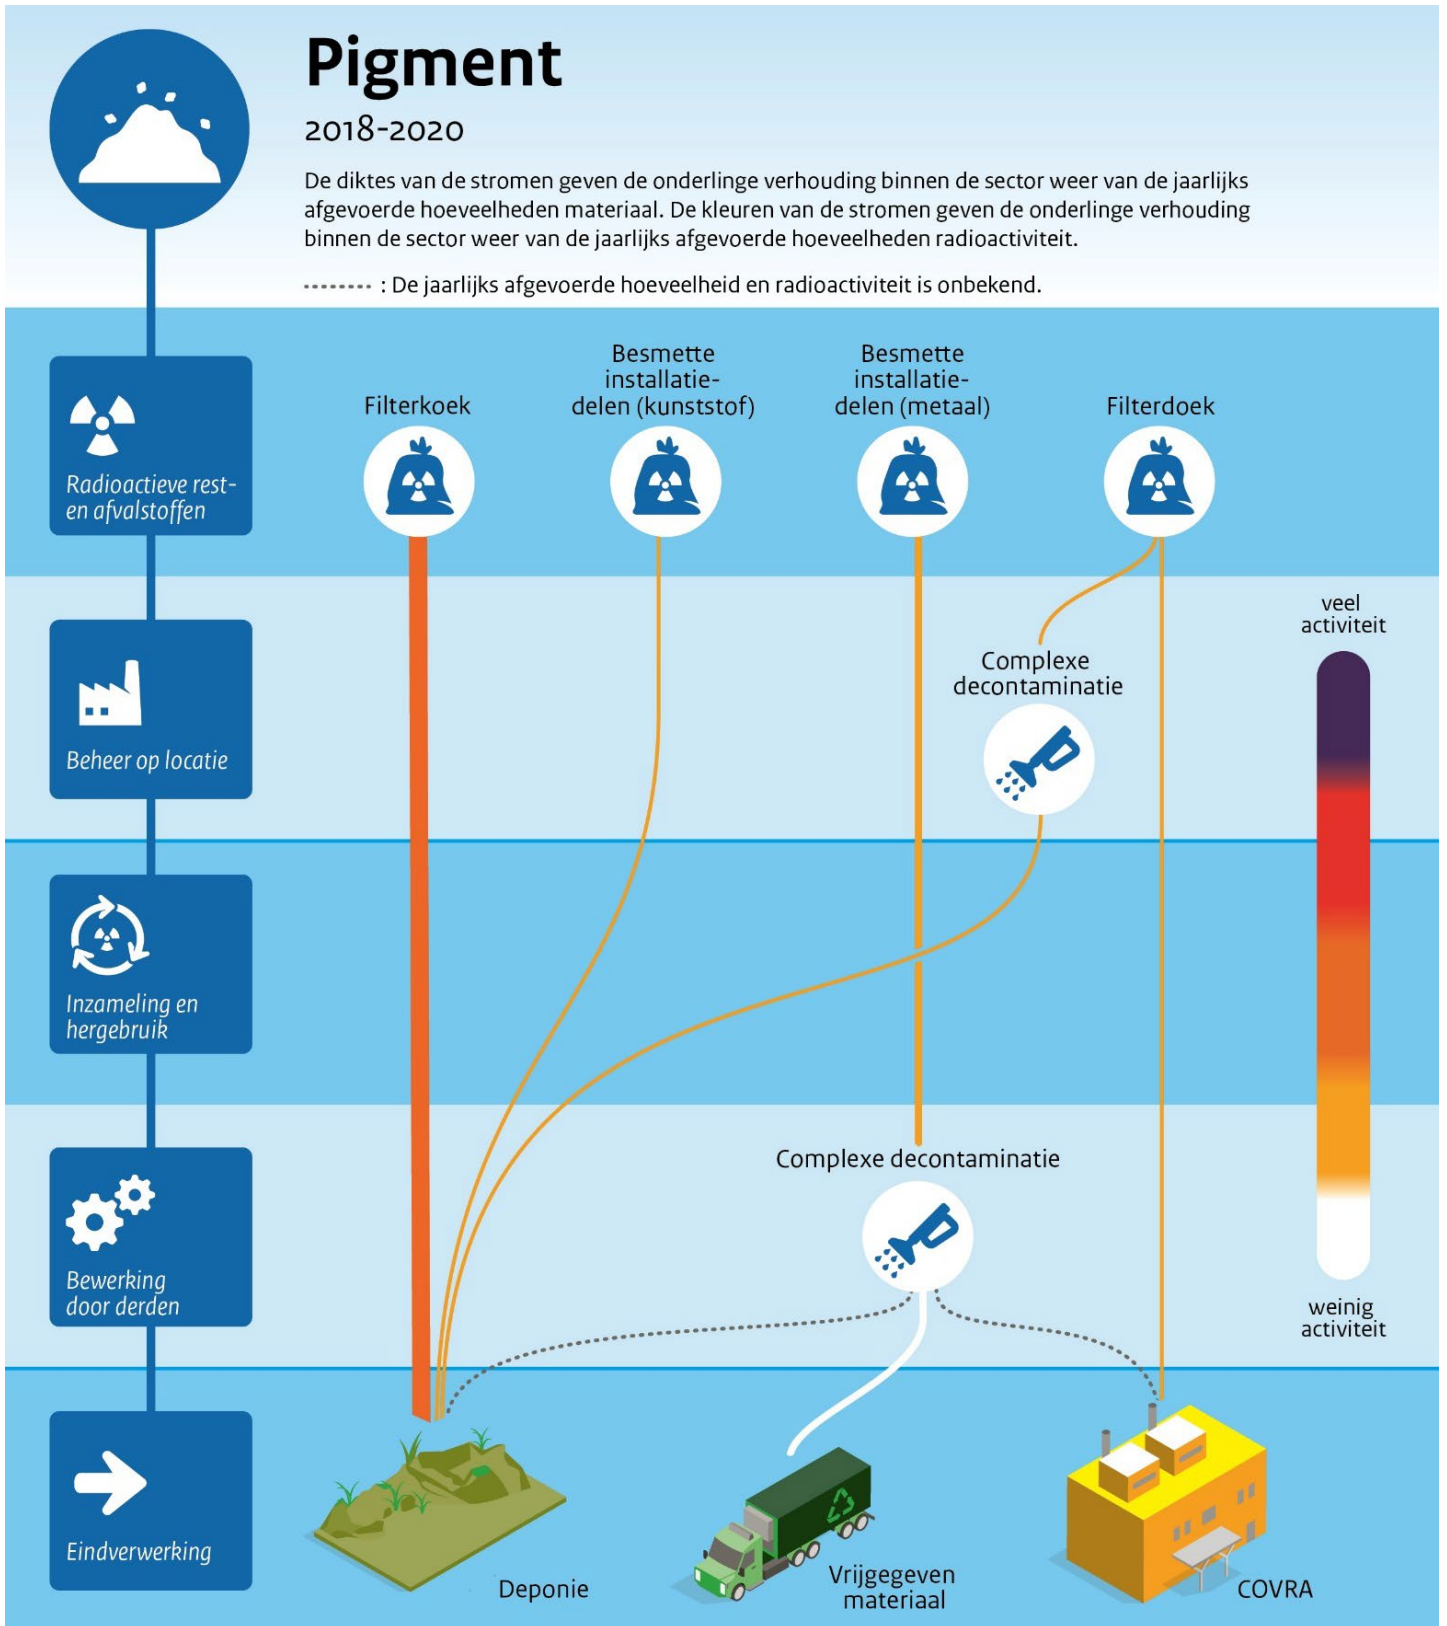 Pigment
2018-2020
De diktes van de stromen geven de onderlinge verhouding binnen de sector weer van de jaarlijks
afgevoerde hoeveelheden materiaal. De kleuren van de stromen geven de onderlinge verhouding
binnen de sector weer van de jaarlijks afgevoerde hoeveelheden radioactiviteit.
: De jaarlijks afgevoerde hoeveelheid en radioactiviteit is onbekend.
Radioactieve rest-
en afvalstoffen
Filterkoek
Besmette
installatie-
delen (kunststof)
Besmette
installatie-
delen (metaal)
Filterdoek
Beheer op locatie
Complexe
decontaminatie
veel
activiteit
Inzameling en
hergebruik
Bewerking
door derden
Complexe decontaminatie
weinig
activiteit
Eindverwerking
Deponie
Vrijgegeven
materiaal
COVRA